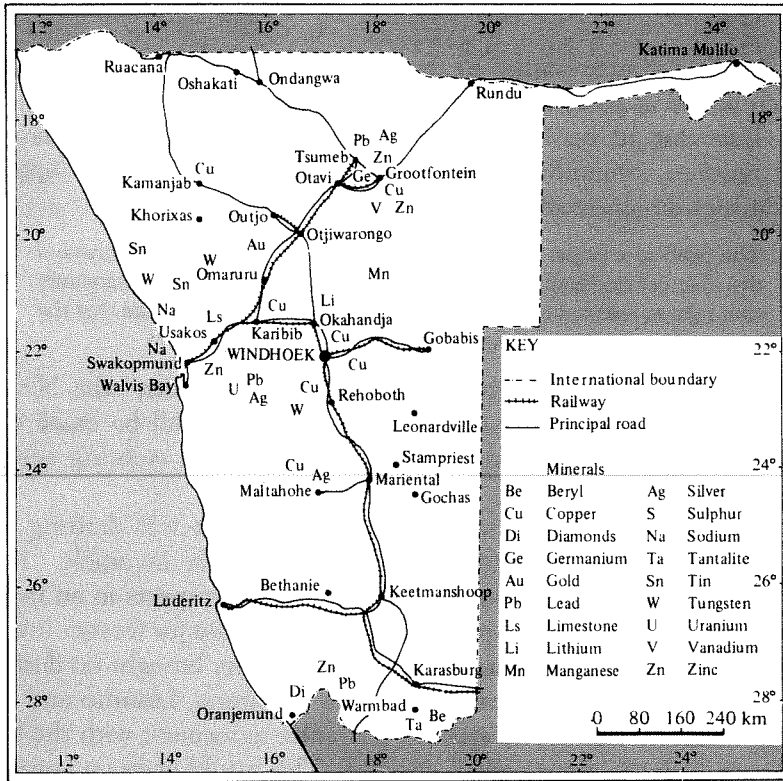 12° 14° 16° 18° 20° 24°
Katima Mulilo
Ruacana
Oshakati Ondangwa
Rundu
18°
Pb Ag
Tsumeb Zn
Otavi Ge Grootfontein
Cu
Cu
Kamanjab
V Zn
Khorixas Outjo
20° 20°
Otjiwarongo
Sn W Au
W Sn Omaruru Mn
Na Ls Cu Li
Usakos Karibib Okahandja
Cu Gobabis
22° Na 22°
Swakopmund WINDHOEK Cu
Walvis Bay Zn U Pb Ag Cu
W Rehoboth
Leonardville
Stampriest
24° 24°
Cu Ag Mariental
Maltahohe Gochas
26° 26°
Bethanie Keetmanshoop
Luderitz
Zn
Pb Karasburg
Di
28° 28°
Oranjemund Warmbad
Ta Be
12° 14° 16° 18° 20° 24°
KEY
International boundary
Railway
Principal road
Minerals
Be Beryl Ag Silver
Cu Copper S Sulphur
Di Diamonds Na Sodium
Ge Germanium Ta Tantalite
Au Gold Sn Tin
Pb Lead W Tungsten
Ls Limestone U Uranium
Li Lithium V Vanadium
Mn Manganese Zn Zinc
0 80 160 240 km